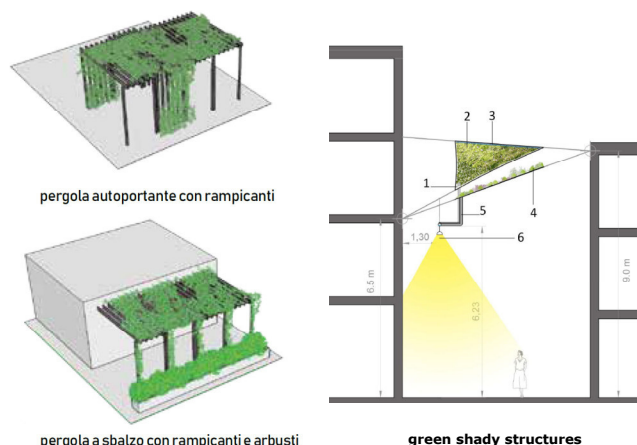 pergola autoportante con rampicanti
pergola a sbalzo con rampicanti e arbusti
2
3
1
5
4
1,30
6
6.5 m
6,23
9.0 m
green shady structures